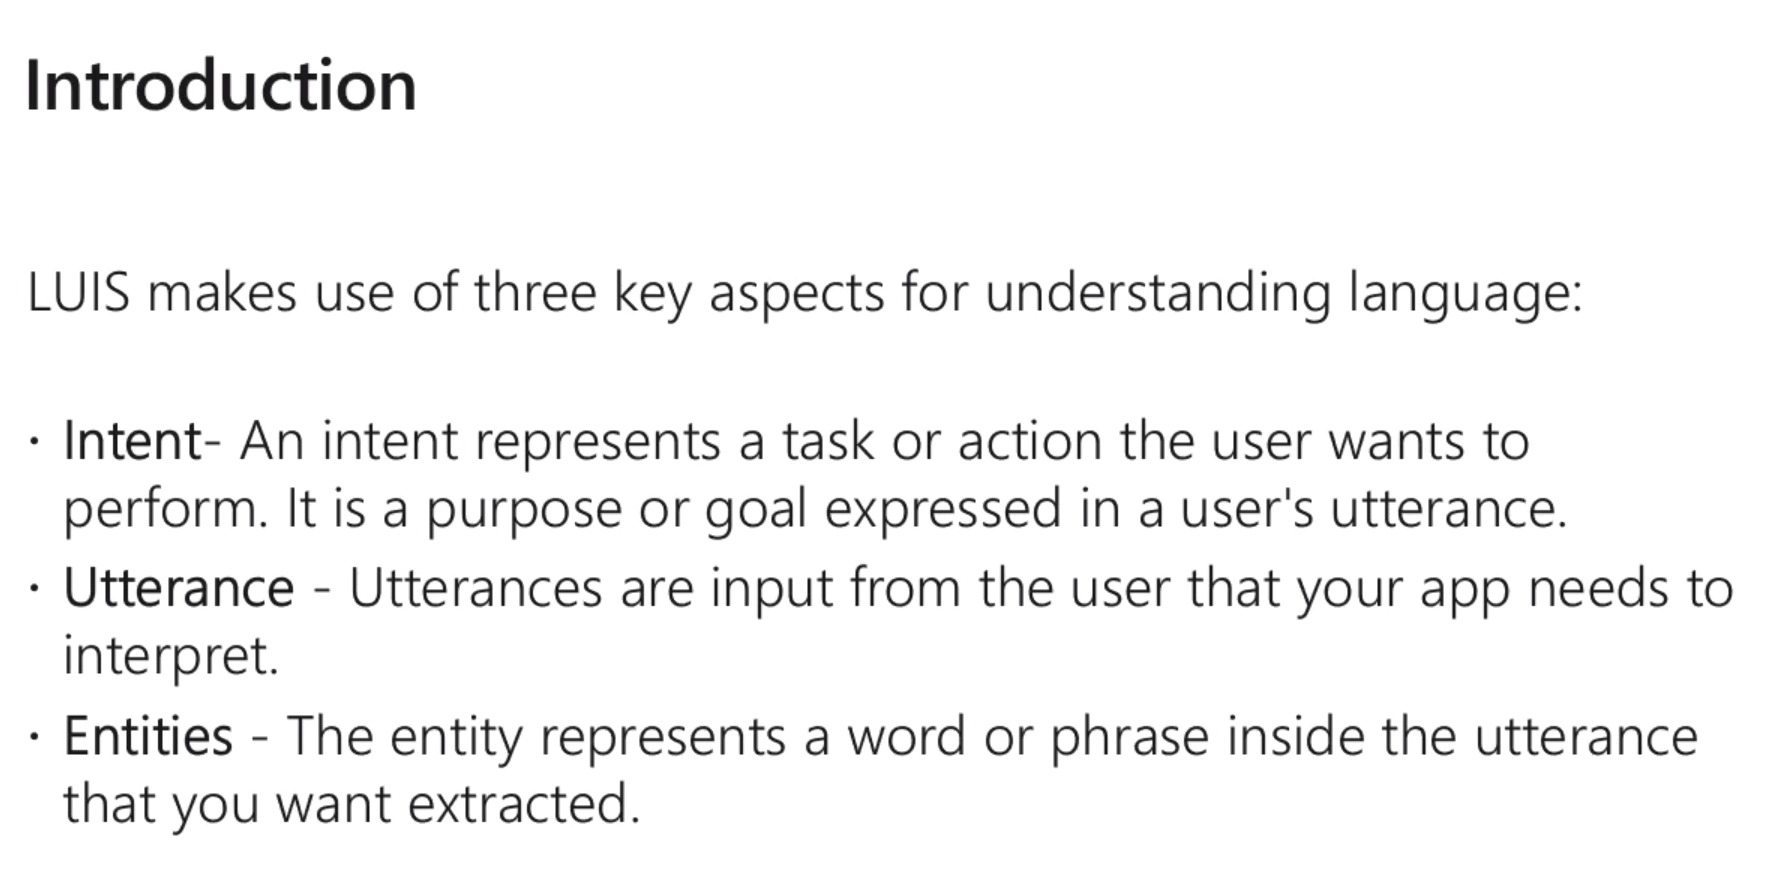 Introduction
LUIS makes use of three key aspects for understanding language:
· Intent- An intent represents a task or action the user wants to
perform. It is a purpose or goal expressed in a user's utterance.
· Utterance - Utterances are input from the user that your app needs to
interpret.
· Entities - The entity represents a word or phrase inside the utterance
that you want extracted.